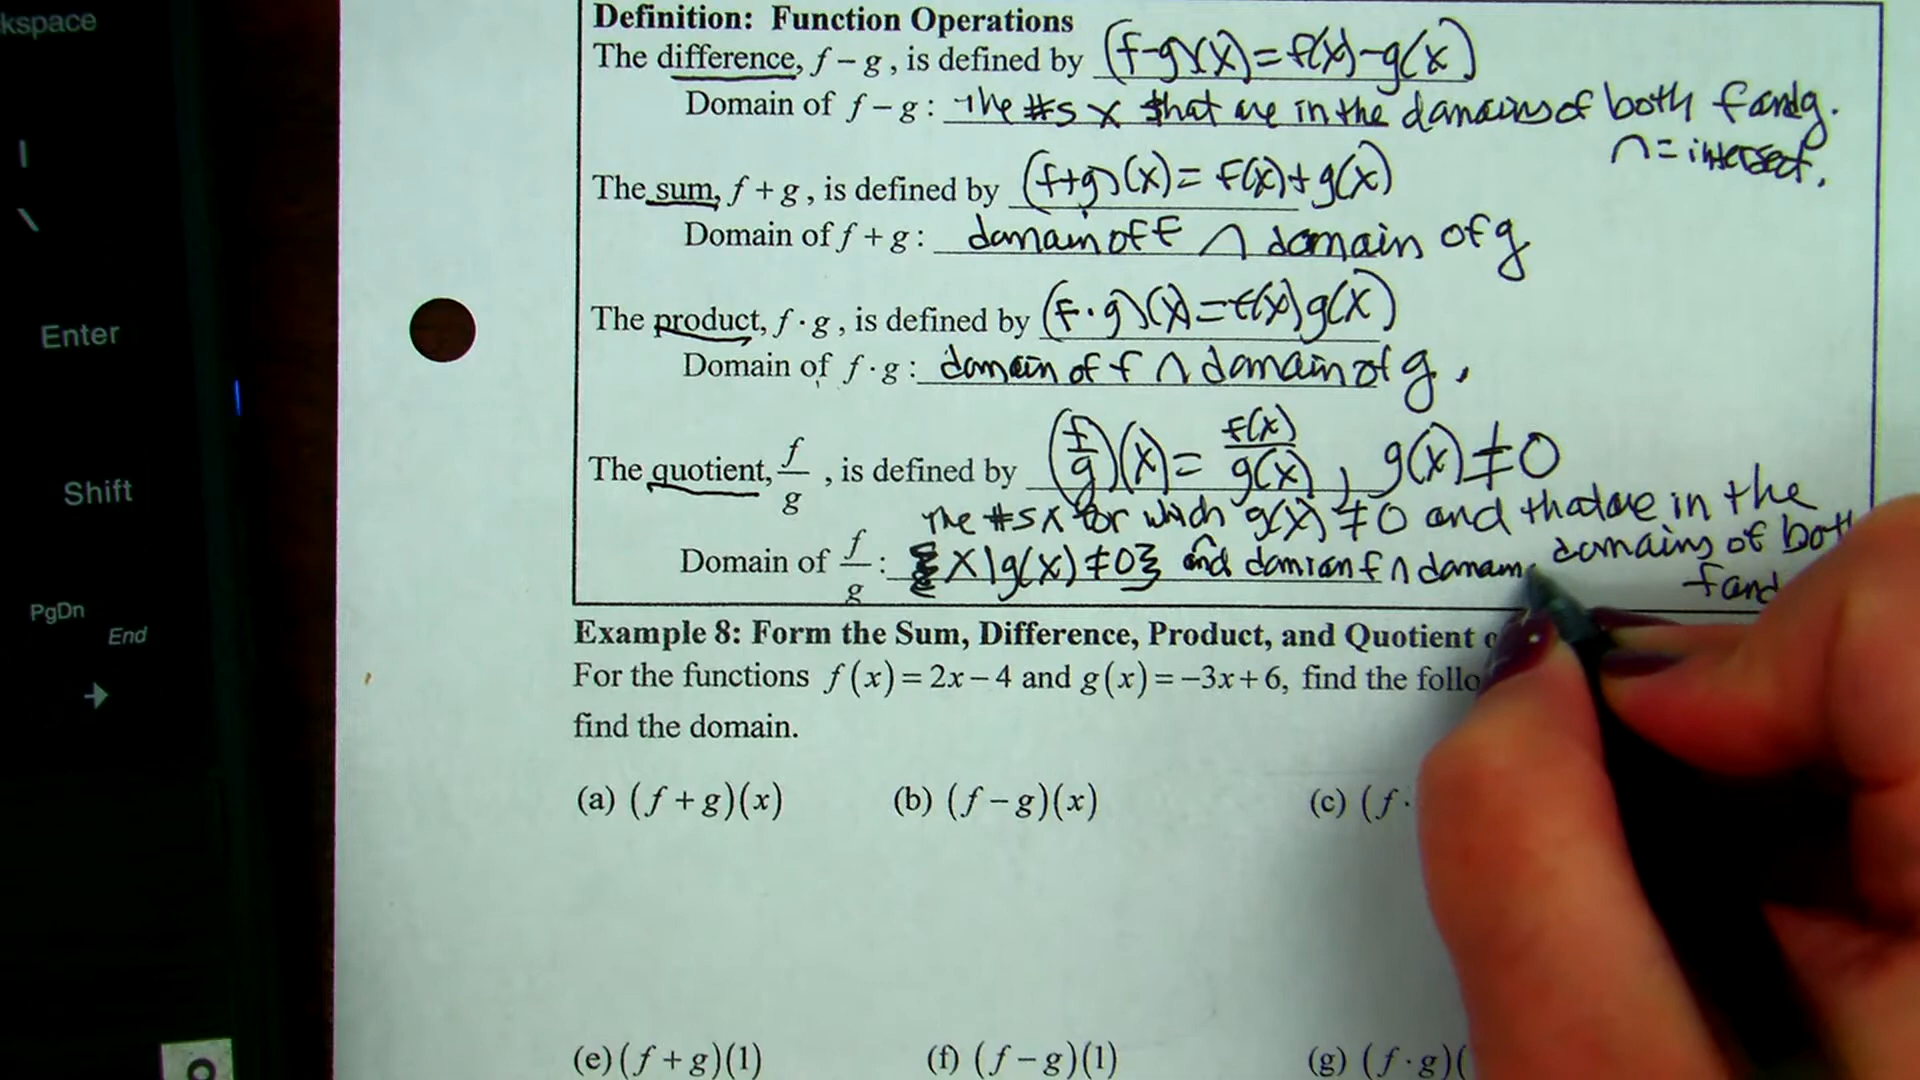 kspace
|
\
Enter
Shift
PgDn
End
Definition: Function Operations
The difference, f − g, is defined by (f-g)(x)=f(x)-g(x)
Domain of f − g: The #s x that are in the domains of both f and g.
∩ = intersect.
The sum, f + g, is defined by (f+g)(x)= f(x)+g(x)
Domain of f + g: domain of f ∩ domain of g
The product, f · g, is defined by (f·g)(x)=f(x)g(x)
Domain of f · g: domain of f ∩ domain of g.
The quotient, f/g, is defined by (f/g)(x)= f(x)/g(x), g(x)≠0
The #s x for which g(x)≠0 and that are in the domains of both f and
Domain of f/g: {x|g(x)≠0} and domian f ∩ domam
Example 8: Form the Sum, Difference, Product, and Quotient
For the functions f(x)=2x−4 and g(x)=−3x+6, find the follo
find the domain.
(a) (f+g)(x) (b) (f−g)(x) (c) (f·
(e) (f+g)(1) (f) (f−g)(1) (g) (f·g)(